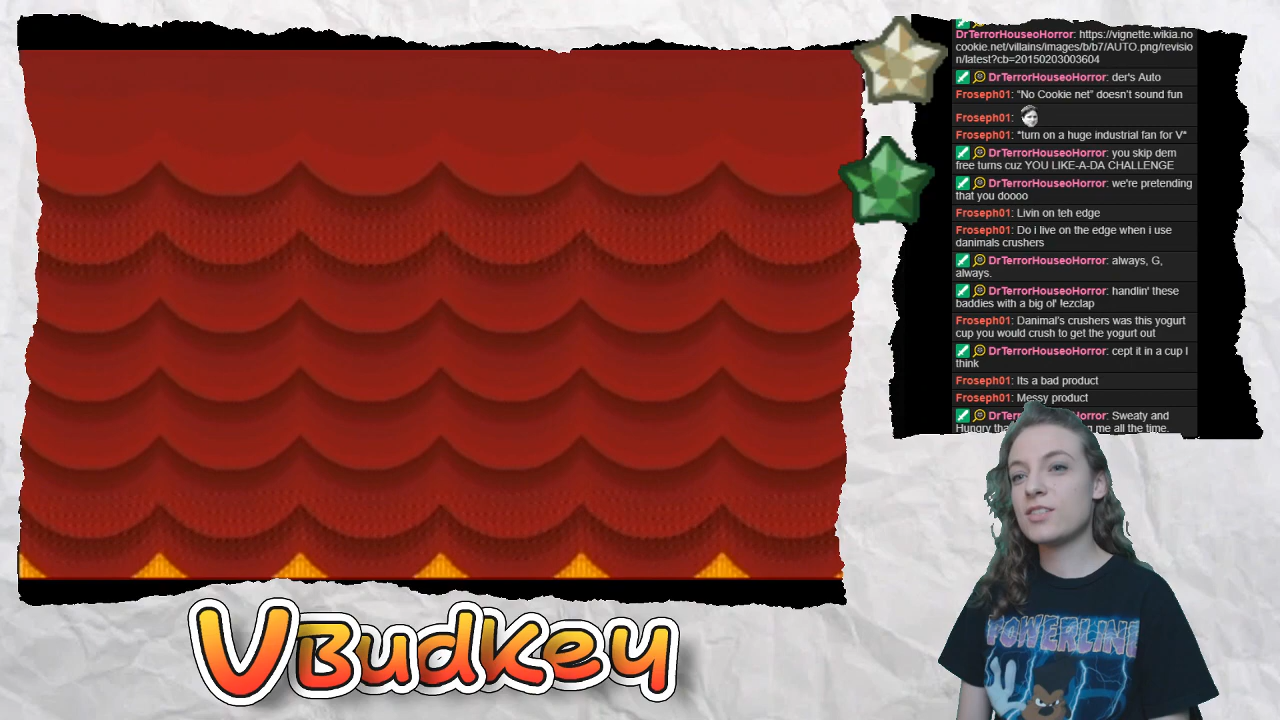 DrTerrorHouseoHorror: https://vignette.wikia.no
cookie.net/villains/images/b/b7/AUTO.png/revisio
n/latest?cb=20150203003604
DrTerrorHouseoHorror: der's Auto
Froseph01: "No Cookie net" doesn't sound fun
Froseph01:
Froseph01: *turn on a huge industrial fan for V*
DrTerrorHouseoHorror: you skip dem
free turns cuz YOU LIKE-A-DA CHALLENGE
DrTerrorHouseoHorror: we're pretending
that you doooo
Froseph01: Livin on teh edge
Froseph01: Do i live on the edge when i use
danimals crushers
DrTerrorHouseoHorror: always, G,
always.
DrTerrorHouseoHorror: handlin' these
baddies with a big ol' !ezclap
Froseph01: Danimal's crushers was this yogurt
cup you would crush to get the yogurt out
DrTerrorHouseoHorror: cept it in a cup I
think
Froseph01: Its a bad product
Froseph01: Messy product
Horror: Sweaty and
Hungry me all the time.
VBudkey
POWERLINE